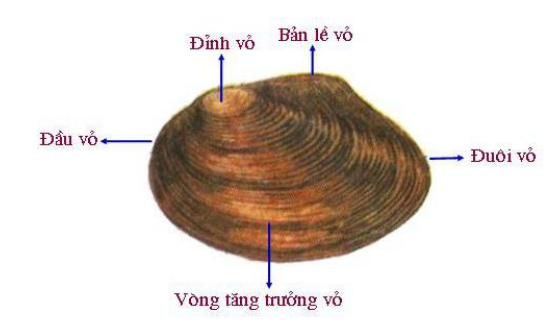 Đỉnh vỏ
Bản lề vỏ
Đầu vỏ
Đuôi vỏ
Vòng tăng trưởng vỏ